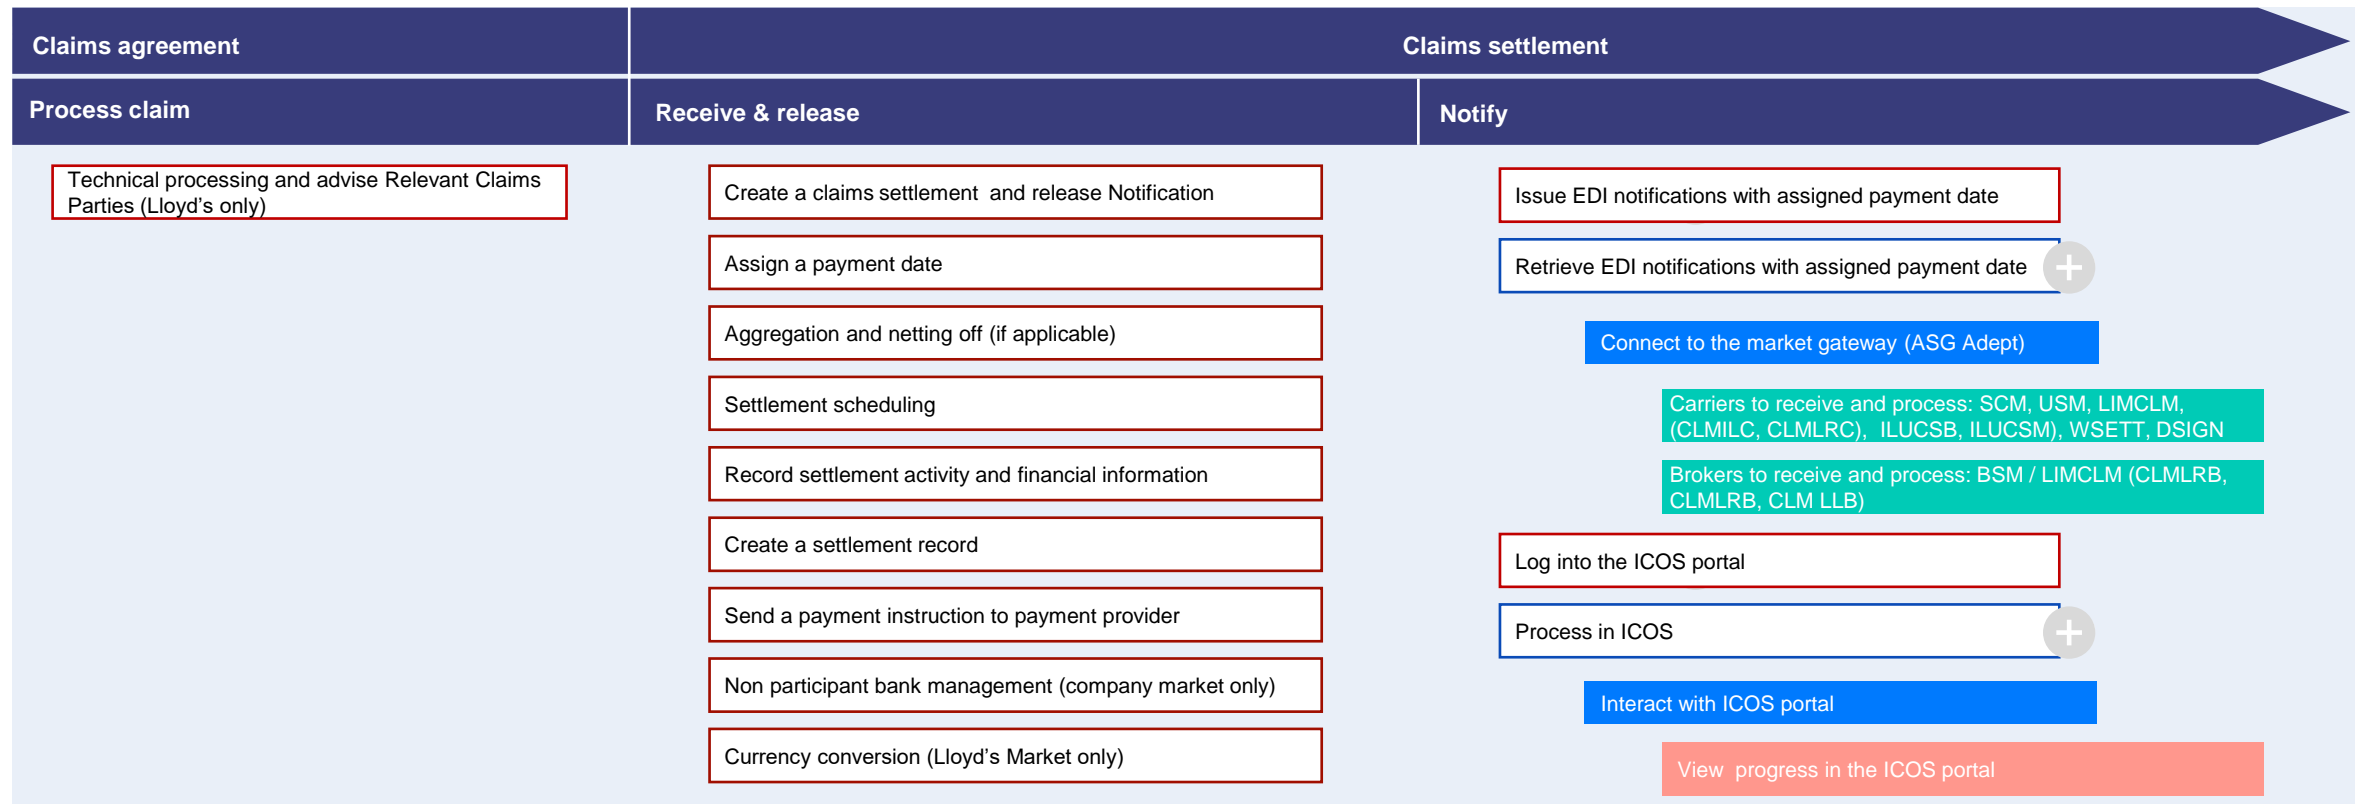 Claims agreement
Claims settlement
Process claim
Receive & release
Notify
Technical processing and advise Relevant Claims
Parties (Lloyd’s only)
Create a claims settlement  and release Notification
Assign a payment date
Aggregation and netting off (if applicable)
Settlement scheduling
Record settlement activity and financial information
Create a settlement record
Send a payment instruction to payment provider
Non participant bank management (company market only)
Currency conversion (Lloyd’s Market only)
Issue EDI notifications with assigned payment date
Retrieve EDI notifications with assigned payment date
Connect to the market gateway (ASG Adept)
Carriers to receive and process: SCM, USM, LIMCLM,
(CLMILC, CLMLRC),  ILUCSB, ILUCSM), WSETT, DSIGN
Brokers to receive and process: BSM / LIMCLM (CLMLRB,
CLMLRB, CLM LLB)
Log into the ICOS portal
Process in ICOS
Interact with ICOS portal
View  progress in the ICOS portal